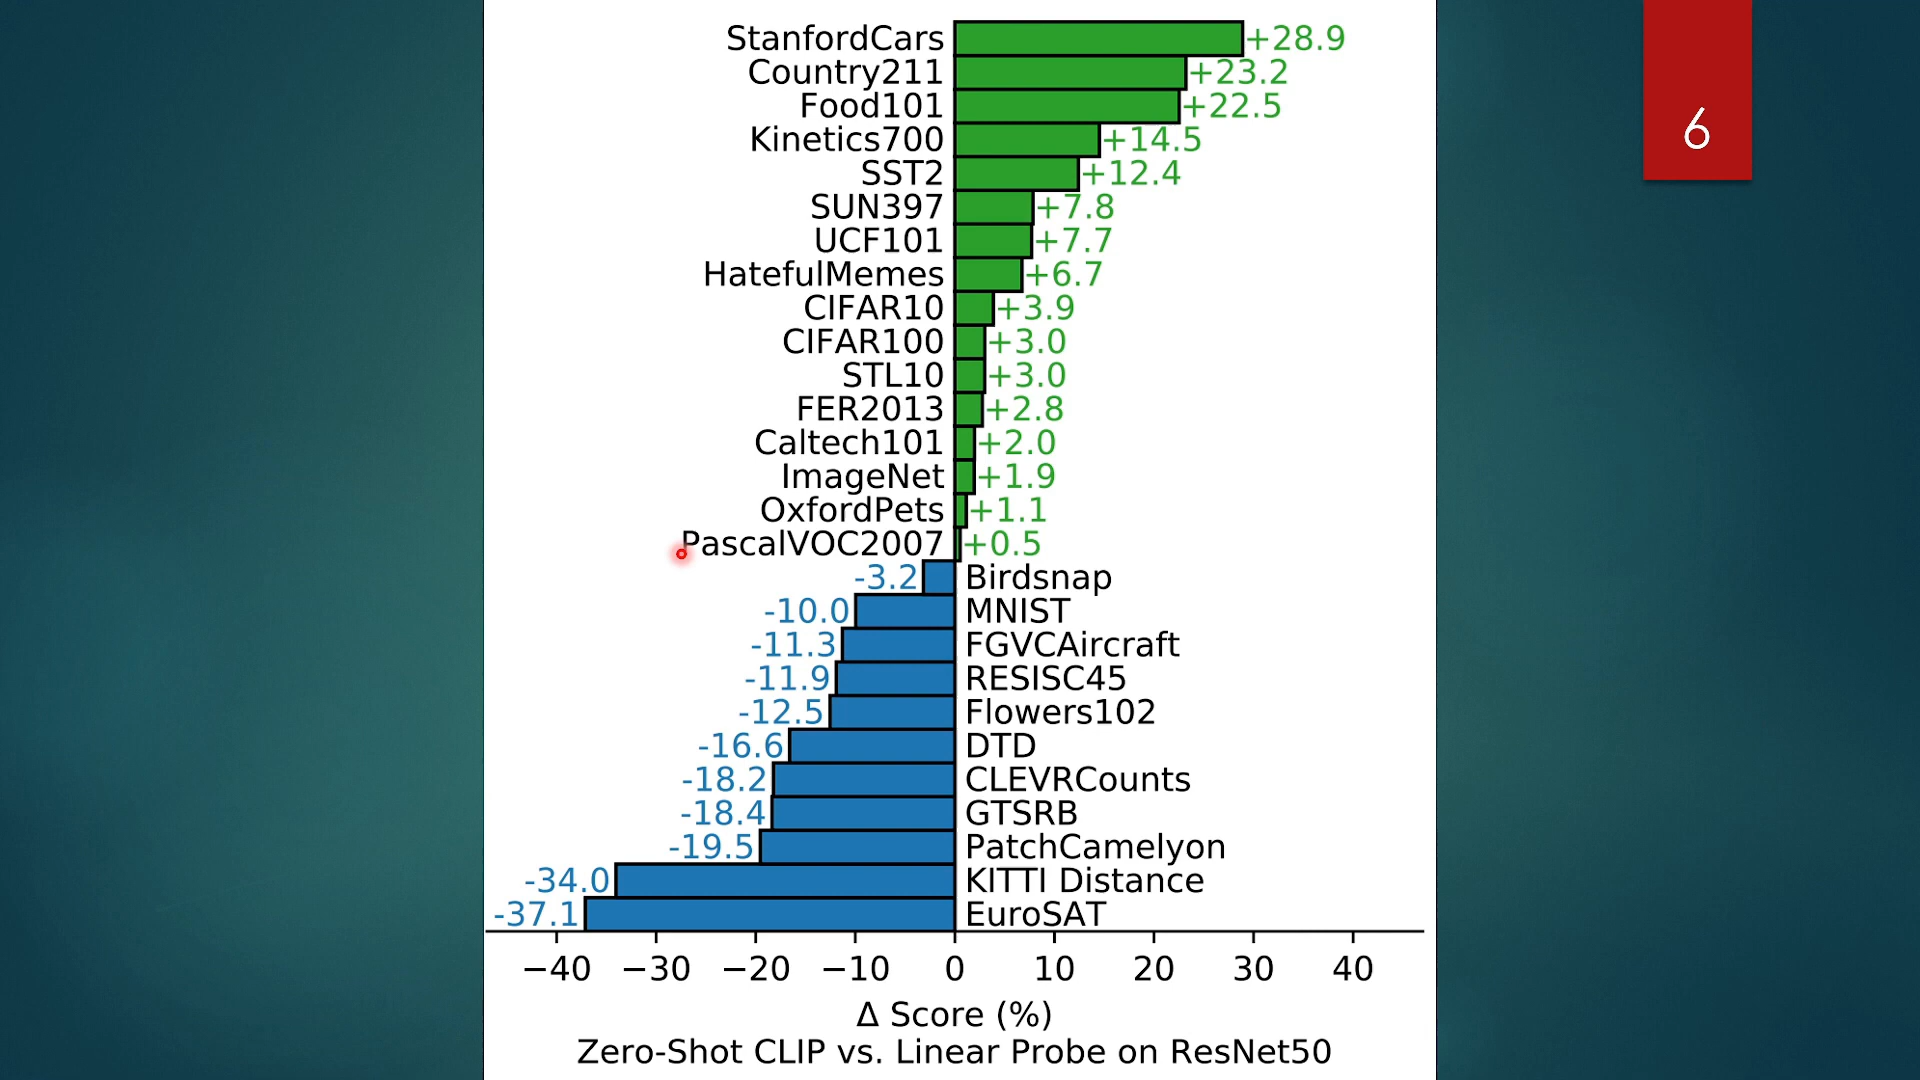 StanfordCars +28.9
Country211 +23.2
Food101 +22.5
Kinetics700 +14.5
SST2 +12.4
SUN397 +7.8
UCF101 +7.7
HatefulMemes +6.7
CIFAR10 +3.9
CIFAR100 +3.0
STL10 +3.0
FER2013 +2.8
Caltech101 +2.0
ImageNet +1.9
OxfordPets +1.1
PascalVOC2007 +0.5
-3.2 Birdsnap
-10.0 MNIST
-11.3 FGVCAircraft
-11.9 RESISC45
-12.5 Flowers102
-16.6 DTD
-18.2 CLEVRCounts
-18.4 GTSRB
-19.5 PatchCamelyon
-34.0 KITTI Distance
-37.1 EuroSAT
−40 −30 −20 −10 0 10 20 30 40
Δ Score (%)
Zero-Shot CLIP vs. Linear Probe on ResNet50
6